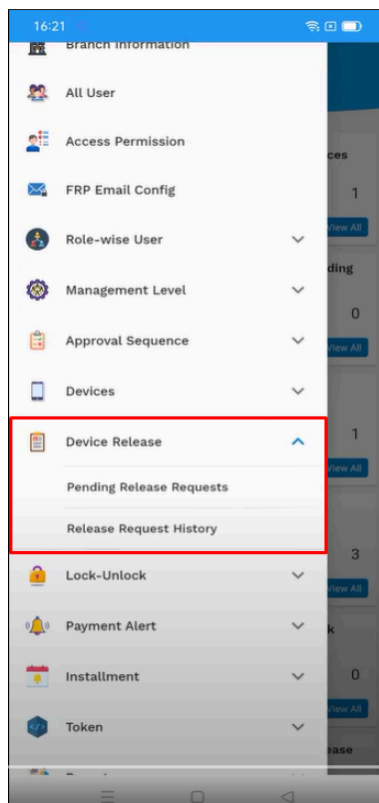 16:21
Branch Information
All User
Access Permission
ces
FRP Email Config
1
View All
Role-wise User
ding
Management Level
0
Approval Sequence
View All
Devices
Device Release
1
View All
Pending Release Requests
Release Request History
3
Lock-Unlock
View All
Payment Alert
k
Installment
0
View All
Token
ease